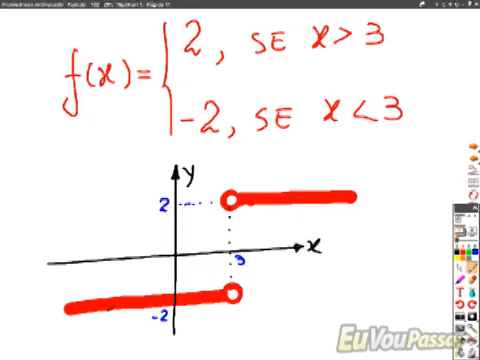 f(x) = { 2, SE x > 3
-2, SE x < 3
y
2
3
x
-2
EuVouPassar